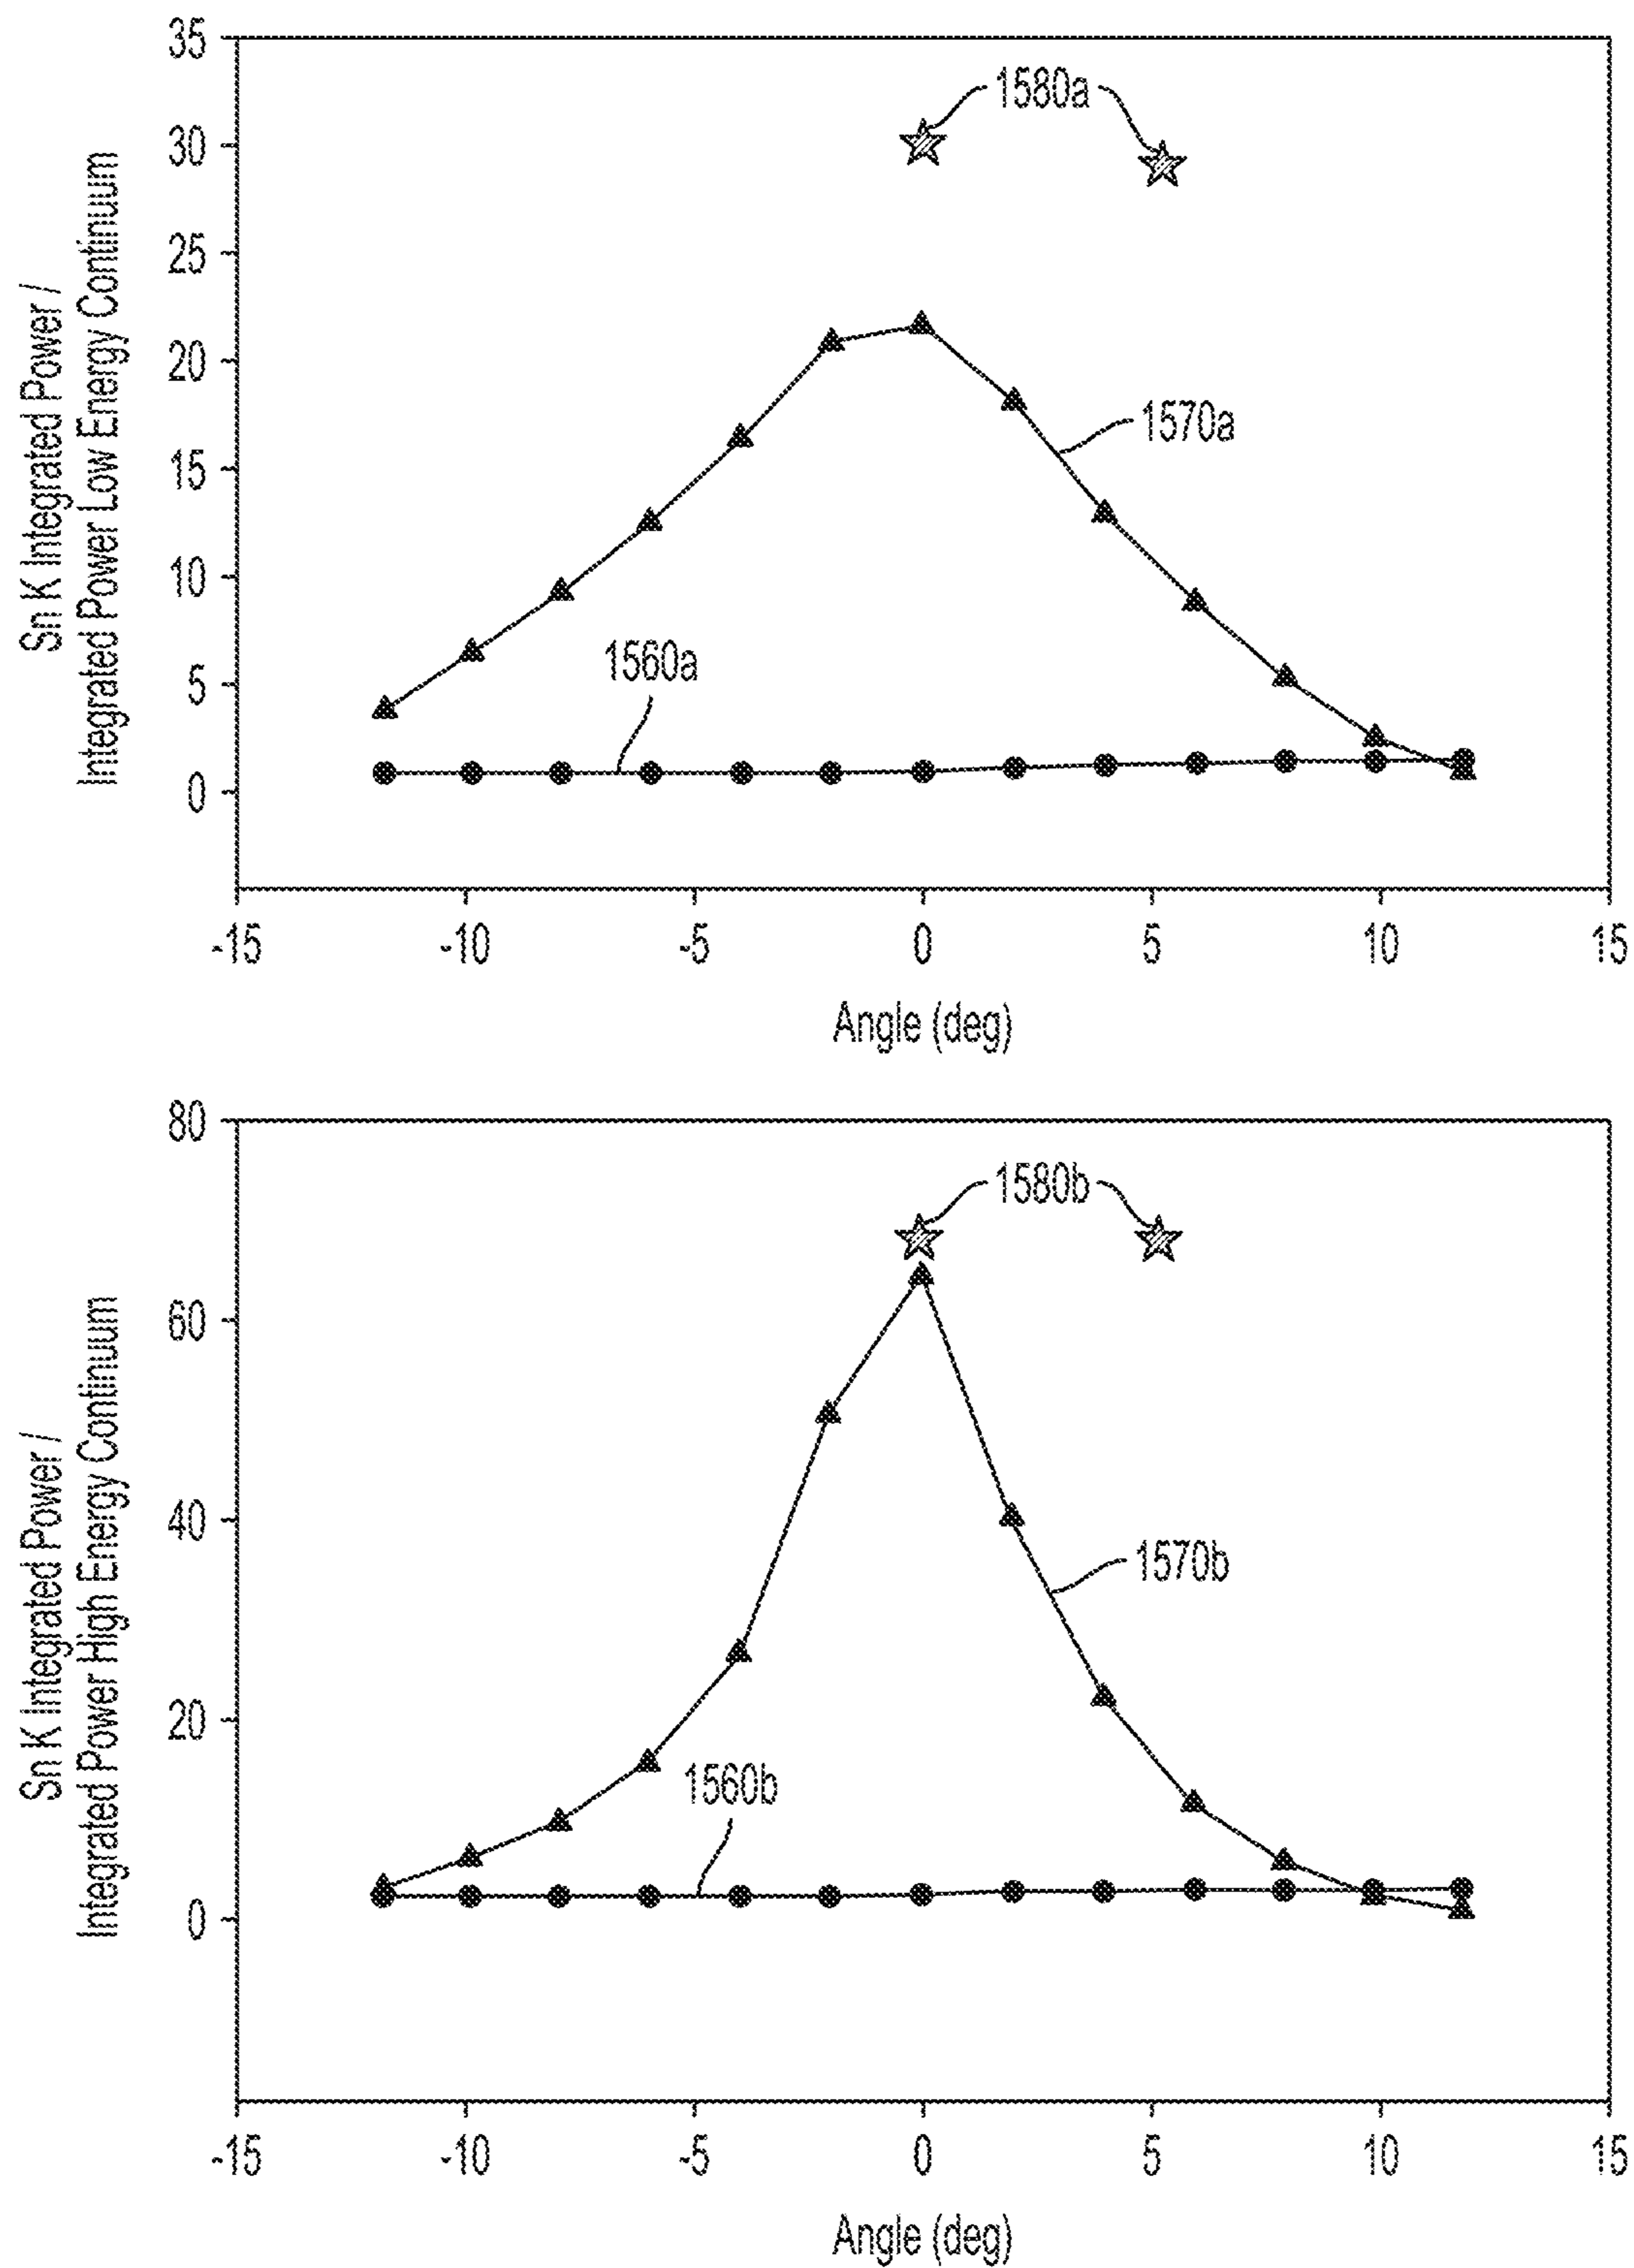 Sn K Integrated Power /
Integrated Power Low Energy Continuum
35
30
25
20
15
10
5
0
1580a
1570a
1560a
-15 -10 -5 0 5 10 15
Angle (deg)
Sn K Integrated Power /
Integrated Power High Energy Continuum
80
60
40
20
0
1580b
1570b
1560b
-15 -10 -5 0 5 10 15
Angle (deg)